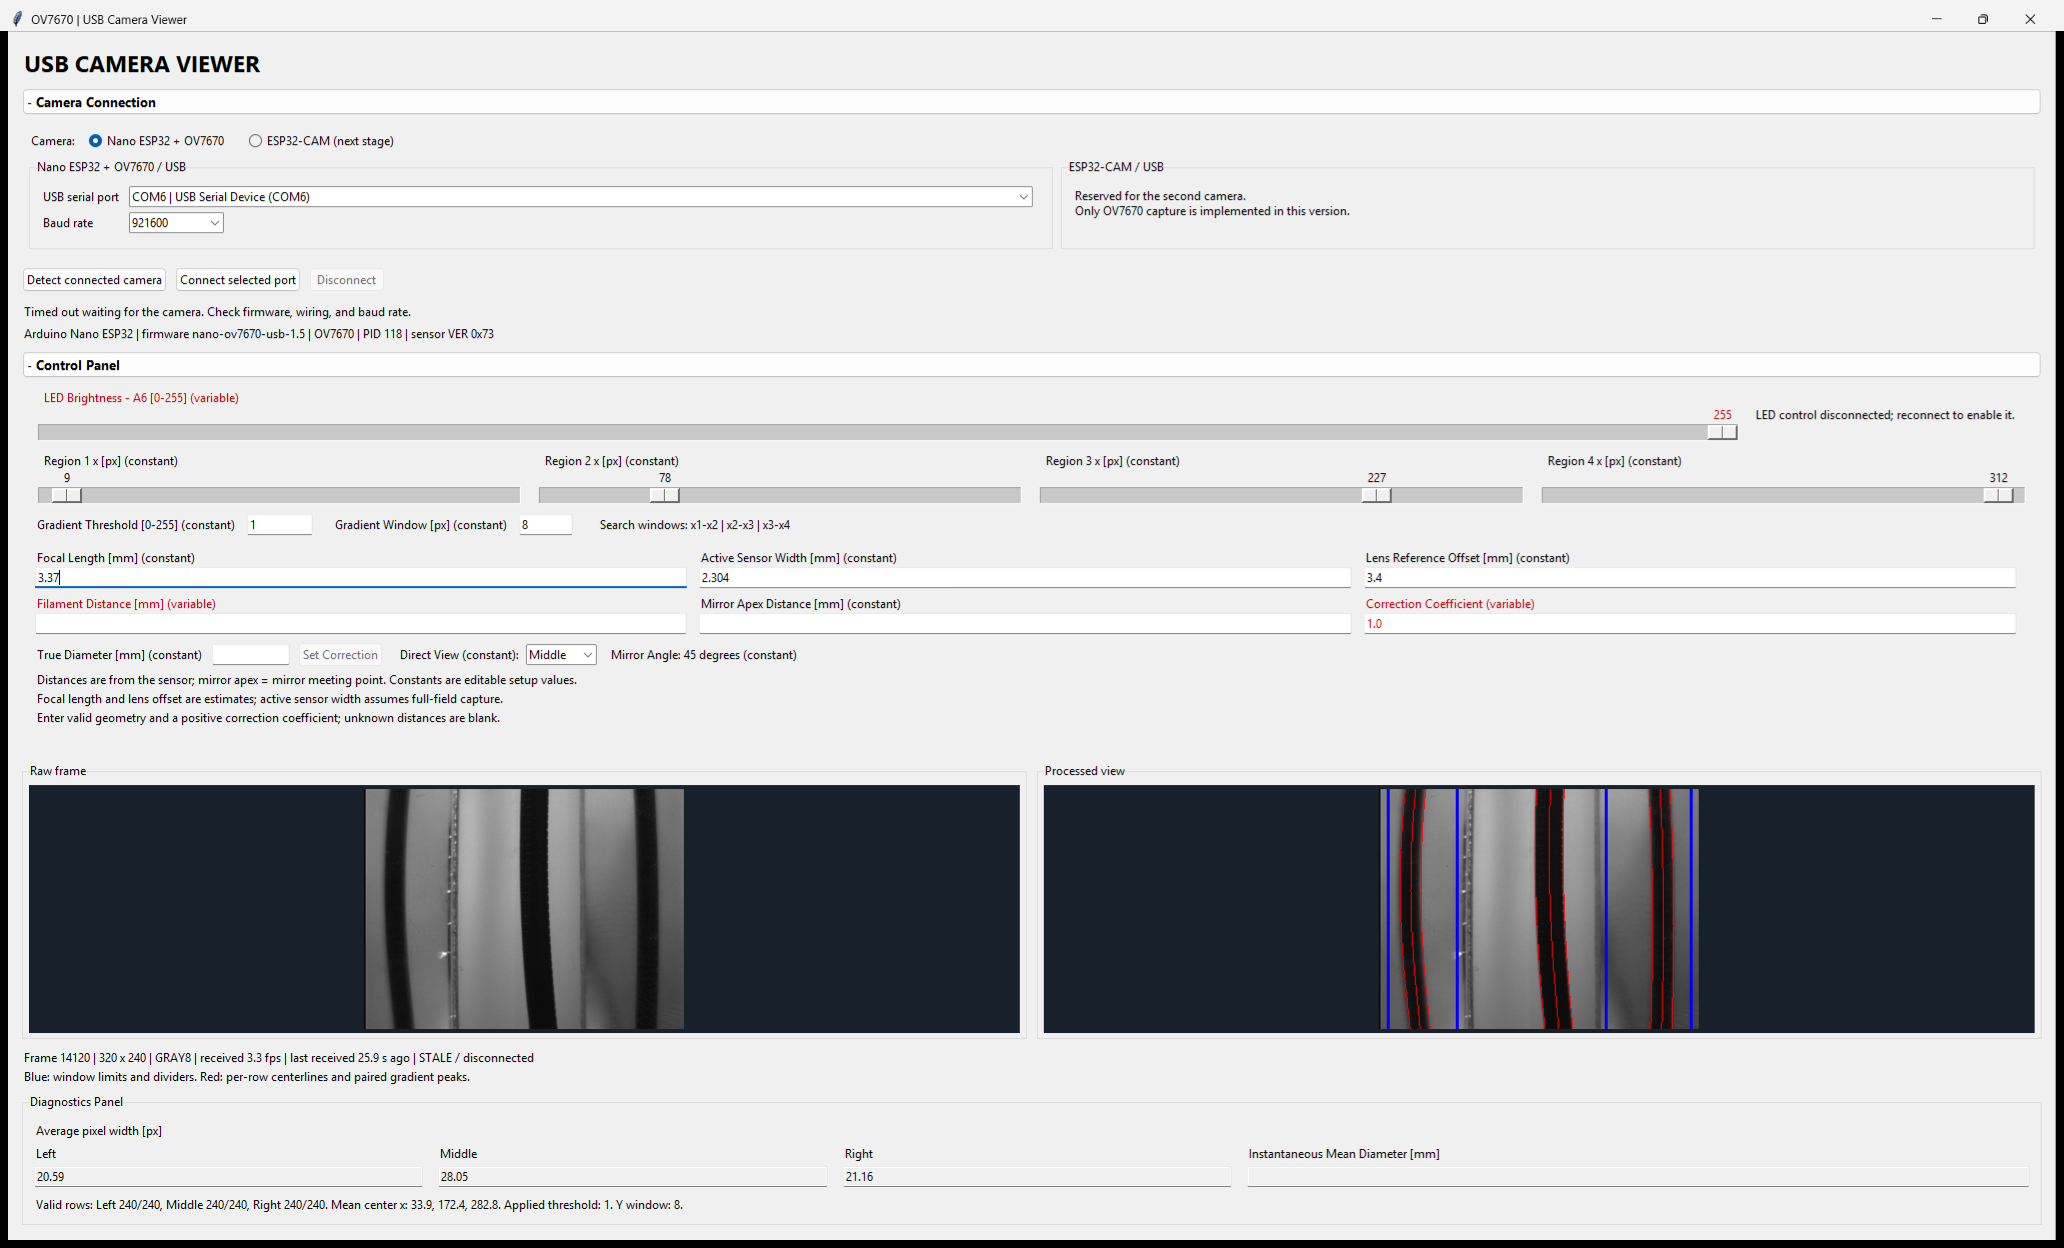 OV7670 | USB Camera Viewer
USB CAMERA VIEWER
- Camera Connection
Camera: Nano ESP32 + OV7670 ESP32-CAM (next stage)
Nano ESP32 + OV7670 / USB
USB serial port COM6 | USB Serial Device (COM6)
Baud rate 921600
ESP32-CAM / USB
Reserved for the second camera.
Only OV7670 capture is implemented in this version.
Detect connected camera Connect selected port Disconnect
Timed out waiting for the camera. Check firmware, wiring, and baud rate.
Arduino Nano ESP32 | firmware nano-ov7670-usb-1.5 | OV7670 | PID 118 | sensor VER 0x73
- Control Panel
LED Brightness - A6 [0-255] (variable)
255 LED control disconnected; reconnect to enable it.
Region 1 x [px] (constant) Region 2 x [px] (constant) Region 3 x [px] (constant) Region 4 x [px] (constant)
9 78 227 312
Gradient Threshold [0-255] (constant) 1 Gradient Window [px] (constant) 8 Search windows: x1-x2 | x2-x3 | x3-x4
Focal Length [mm] (constant) Active Sensor Width [mm] (constant) Lens Reference Offset [mm] (constant)
3.37 2.304 3.4
Filament Distance [mm] (variable) Mirror Apex Distance [mm] (constant) Correction Coefficient (variable)
1.0
True Diameter [mm] (constant) Set Correction Direct View (constant): Middle Mirror Angle: 45 degrees (constant)
Distances are from the sensor; mirror apex = mirror meeting point. Constants are editable setup values.
Focal length and lens offset are estimates; active sensor width assumes full-field capture.
Enter valid geometry and a positive correction coefficient; unknown distances are blank.
Raw frame Processed view
Frame 14120 | 320 x 240 | GRAY8 | received 3.3 fps | last received 25.9 s ago | STALE / disconnected
Blue: window limits and dividers. Red: per-row centerlines and paired gradient peaks.
Diagnostics Panel
Average pixel width [px]
Left Middle Right Instantaneous Mean Diameter [mm]
20.59 28.05 21.16
Valid rows: Left 240/240, Middle 240/240, Right 240/240. Mean center x: 33.9, 172.4, 282.8. Applied threshold: 1. Y window: 8.